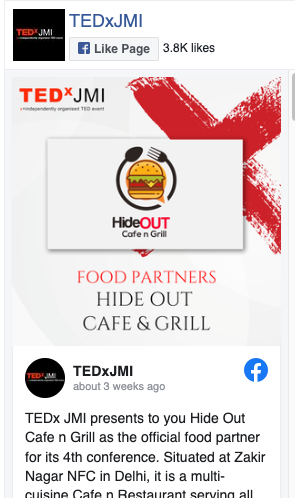 TEDxJMI
Like Page 3.8K likes
TEDxJMI
x=independently organised TED event
HideOUT
Cafe n Grill
FOOD PARTNERS
HIDE OUT
CAFE & GRILL
TEDxJMI
about 3 weeks ago
TEDx JMI presents to you Hide Out
Cafe n Grill as the official food partner
for its 4th conference. Situated at Zakir
Nagar NFC in Delhi, it is a multi-
cuisine Cafe n Restaurant serving all